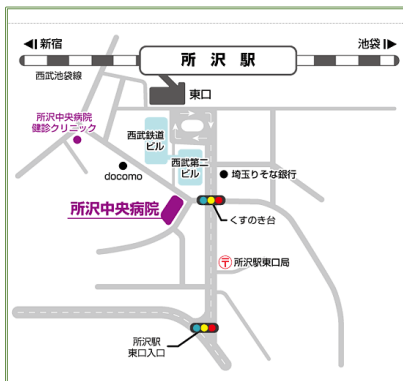 新宿
池袋
所沢駅
西武池袋線
東口
所沢中央病院
健診クリニック
西武鉄道
ビル
西武第二
ビル
docomo
埼玉りそな銀行
所沢中央病院
くすのき台
〒所沢駅東口局
所沢駅
東口入口